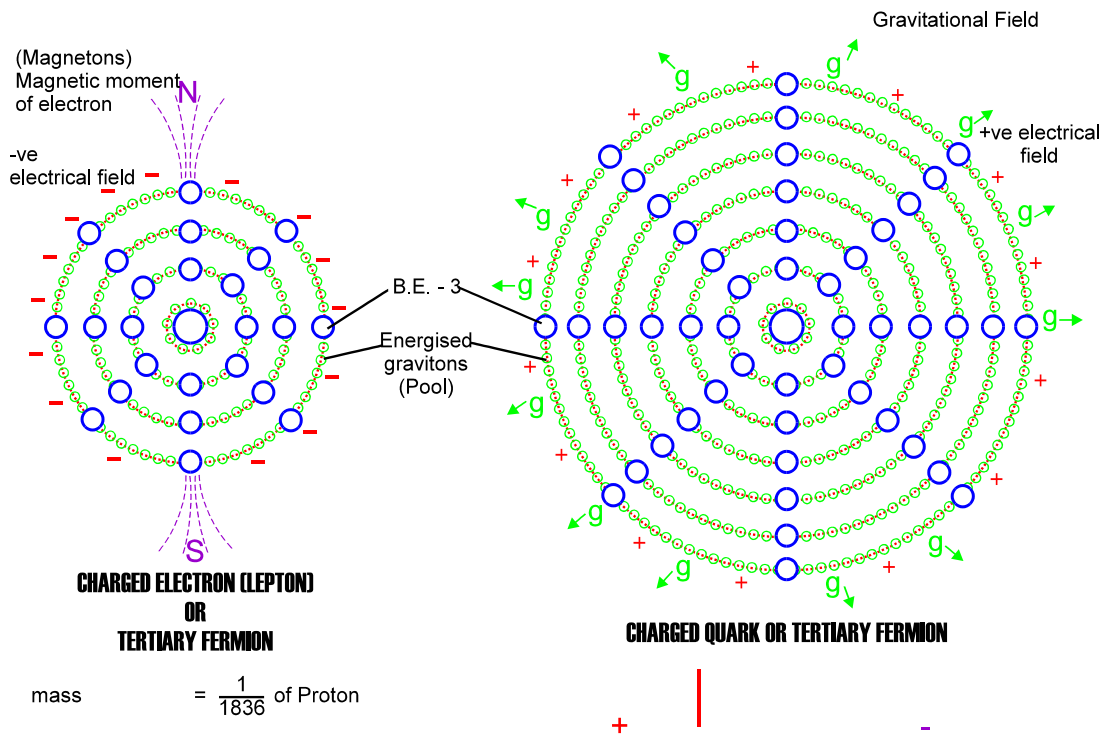 Gravitational Field
(Magnetons)
Magnetic moment
of electron
N
-ve
electrical field
+ve electrical
field
g
g
g
g
g
g
g
g
g
g
g
g
B.E. - 3
Energised
gravitons
(Pool)
S
CHARGED ELECTRON (LEPTON)
OR
TERTIARY FERMION
CHARGED QUARK OR TERTIARY FERMION
mass = 1/1836 of Proton
+ -